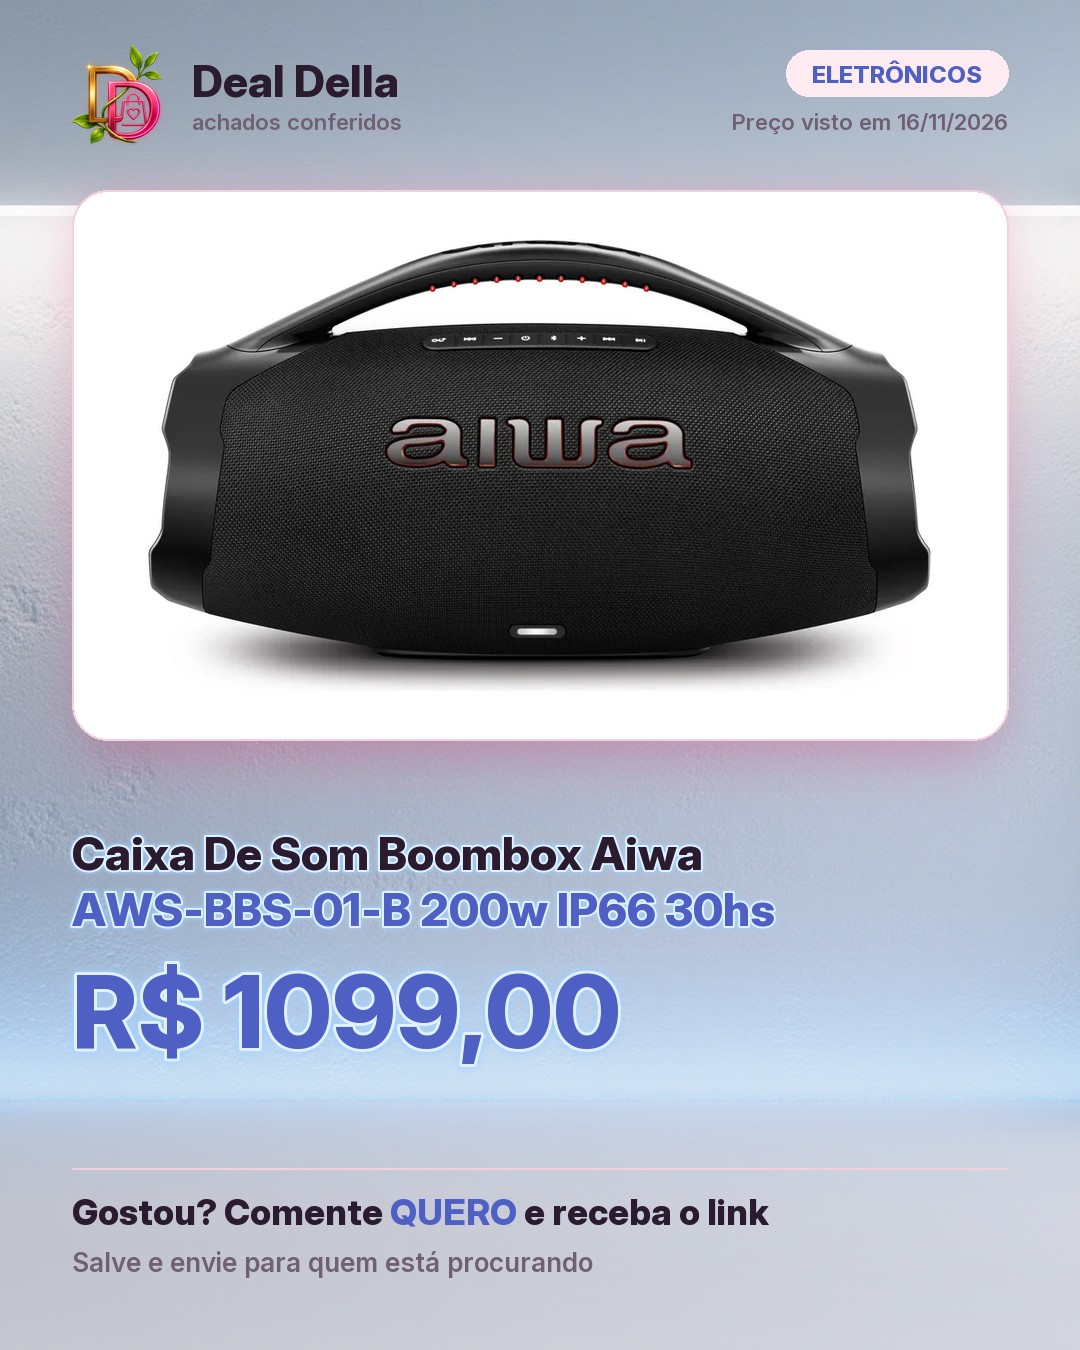 Deal Della
achados conferidos
ELETRÔNICOS
Preço visto em 16/11/2026
aiwa
Caixa De Som Boombox Aiwa
AWS-BBS-01-B 200w IP66 30hs
R$ 1099,00
Gostou? Comente QUERO e receba o link
Salve e envie para quem está procurando